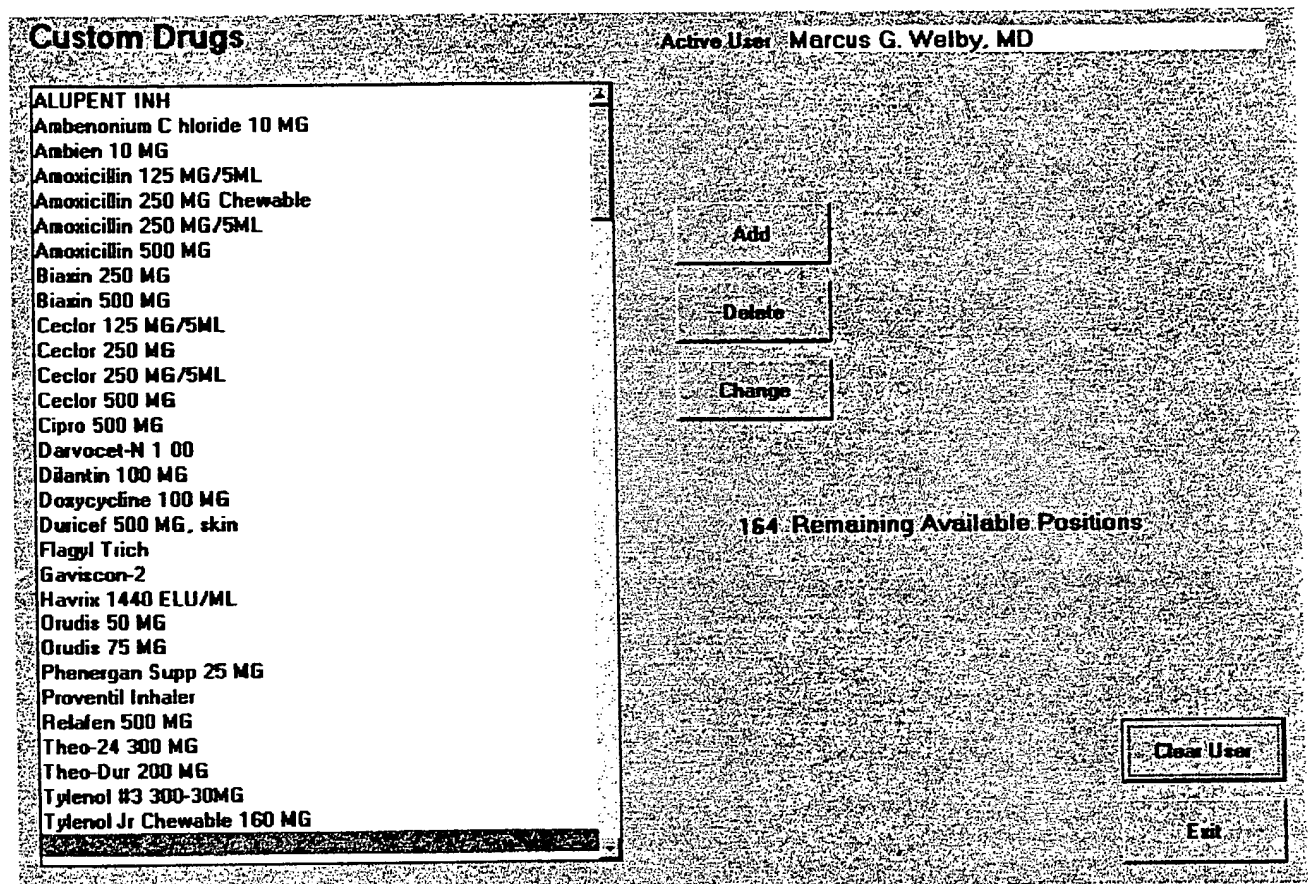 Custom Drugs
Active User Marcus G. Welby, MD
ALUPENT INH
Ambenonium C hloride 10 MG
Ambien 10 MG
Amoxicillin 125 MG/5ML
Amoxicillin 250 MG Chewable
Amoxicillin 250 MG/5ML
Amoxicillin 500 MG
Biaxin 250 MG
Biaxin 500 MG
Ceclor 125 MG/5ML
Ceclor 250 MG
Ceclor 250 MG/5ML
Ceclor 500 MG
Cipro 500 MG
Darvocet-N 1 00
Dilantin 100 MG
Doxycycline 100 MG
Duricef 500 MG, skin
Flagyl Trich
Gaviscon-2
Havrix 1440 ELU/ML
Orudis 50 MG
Orudis 75 MG
Phenergan Supp 25 MG
Proventil Inhaler
Relafen 500 MG
Theo-24 300 MG
Theo-Dur 200 MG
Tylenol #3 300-30MG
Tylenol Jr Chewable 160 MG
Add
Delete
Change
164 Remaining Available Positions
Clear User
Exit